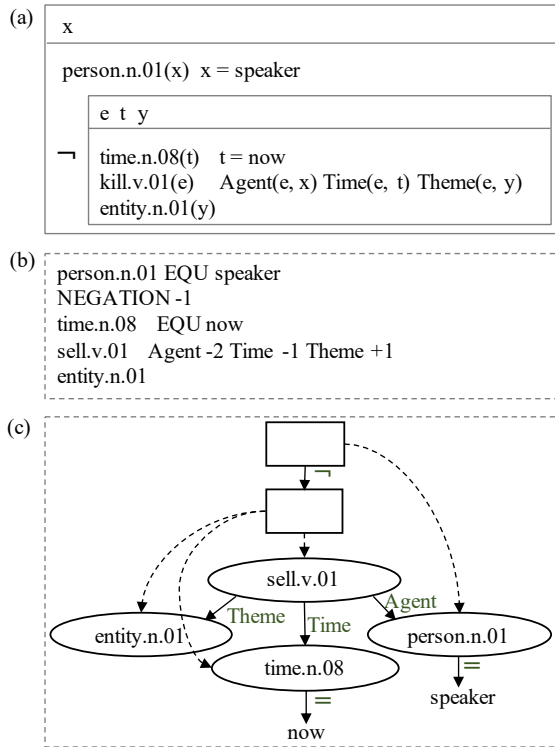 (a)
x
person.n.01(x) x = speaker
e t y
¬
time.n.08(t) t = now
kill.v.01(e) Agent(e, x) Time(e, t) Theme(e, y)
entity.n.01(y)
(b)
person.n.01 EQU speaker
NEGATION -1
time.n.08 EQU now
sell.v.01 Agent -2 Time -1 Theme +1
entity.n.01
(c)
¬
sell.v.01
Theme
Time
Agent
entity.n.01
person.n.01
time.n.08
=
speaker
=
now